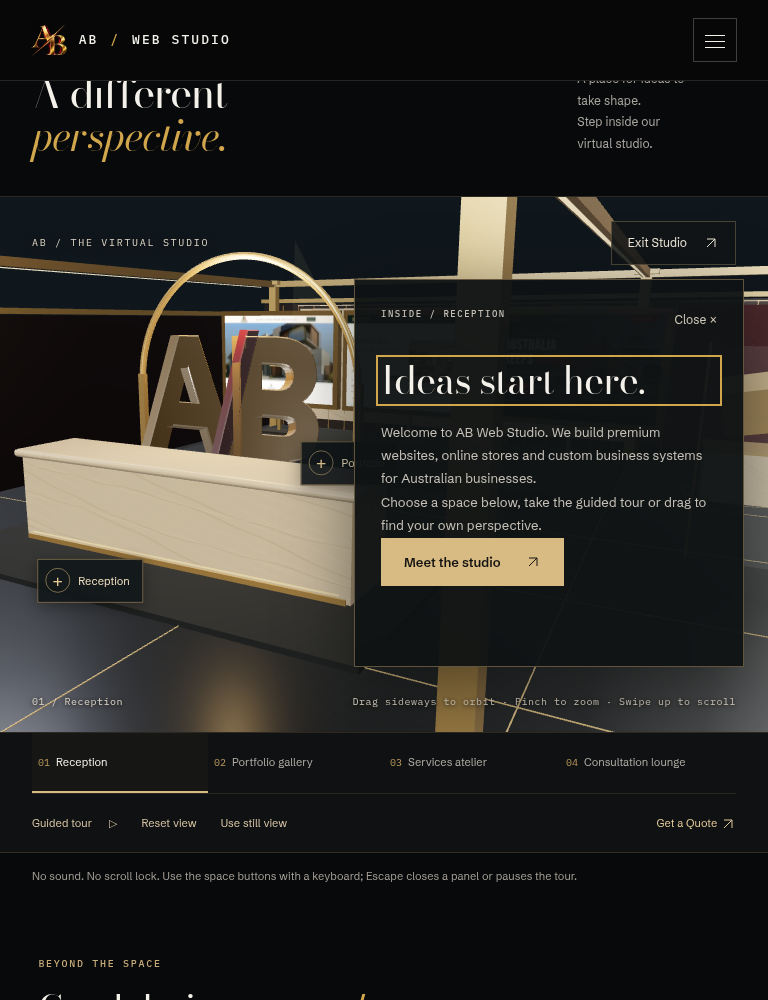 AB / WEB STUDIO
A different
perspective.
A place for ideas to
take shape.
Step inside our
virtual studio.
AB / THE VIRTUAL STUDIO
Exit Studio
INSIDE / RECEPTION
Close ×
Ideas start here.
Welcome to AB Web Studio. We build premium
websites, online stores and custom business systems
for Australian businesses.
Choose a space below, take the guided tour or drag to
find your own perspective.
Meet the studio
AB
+ Reception
01 / Reception
Drag sideways to orbit · Pinch to zoom · Swipe up to scroll
01 Reception
02 Portfolio gallery
03 Services atelier
04 Consultation lounge
Guided tour ▷
Reset view
Use still view
Get a Quote
No sound. No scroll lock. Use the space buttons with a keyboard; Escape closes a panel or pauses the tour.
BEYOND THE SPACE